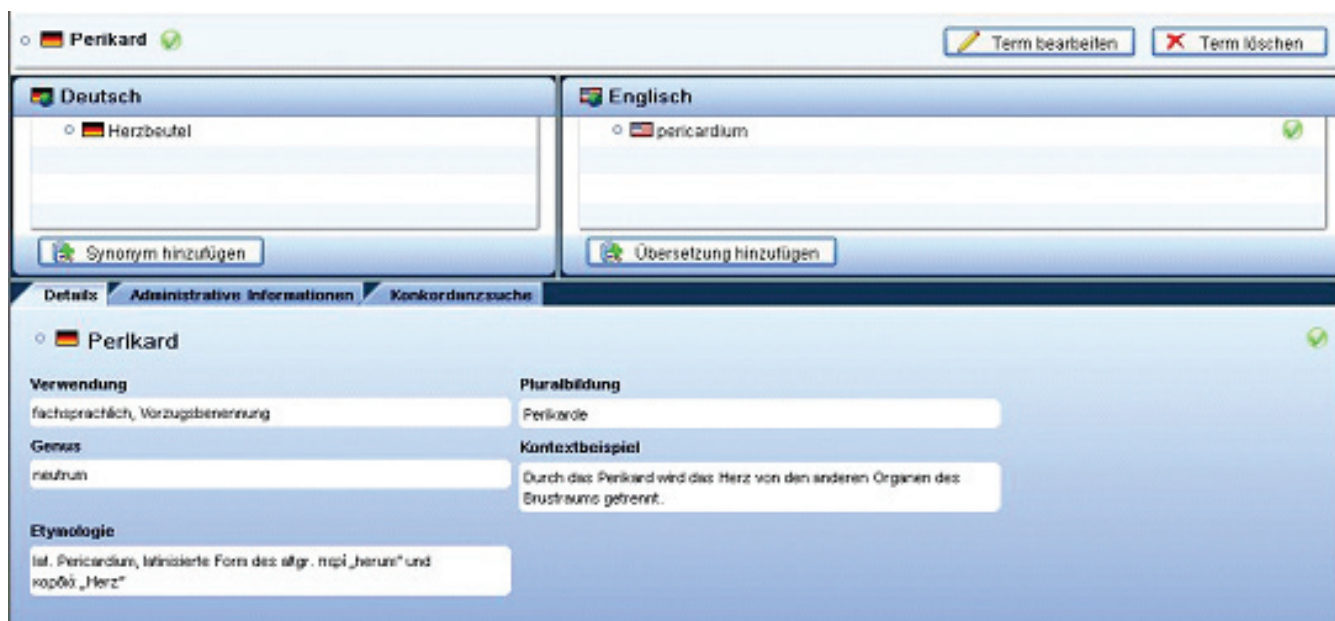 Perikard
Term bearbeiten
Term löschen
Deutsch
Englisch
Herzbeutel
pericardium
Synonym hinzufügen
Übersetzung hinzufügen
Details
Administrative Informationen
Konkordanzsuche
Perikard
Verwendung
Pluralbildung
fachsprachlich, Vorzugsbenennung
Perikarde
Genus
Kontextbeispiel
neutrum
Durch das Perikard wird das Herz von den anderen Organen des
Brustraums getrennt.
Etymologie
lat. Pericardium, latinisierte Form des altgr. περί „herum“ und
καρδιά „Herz“